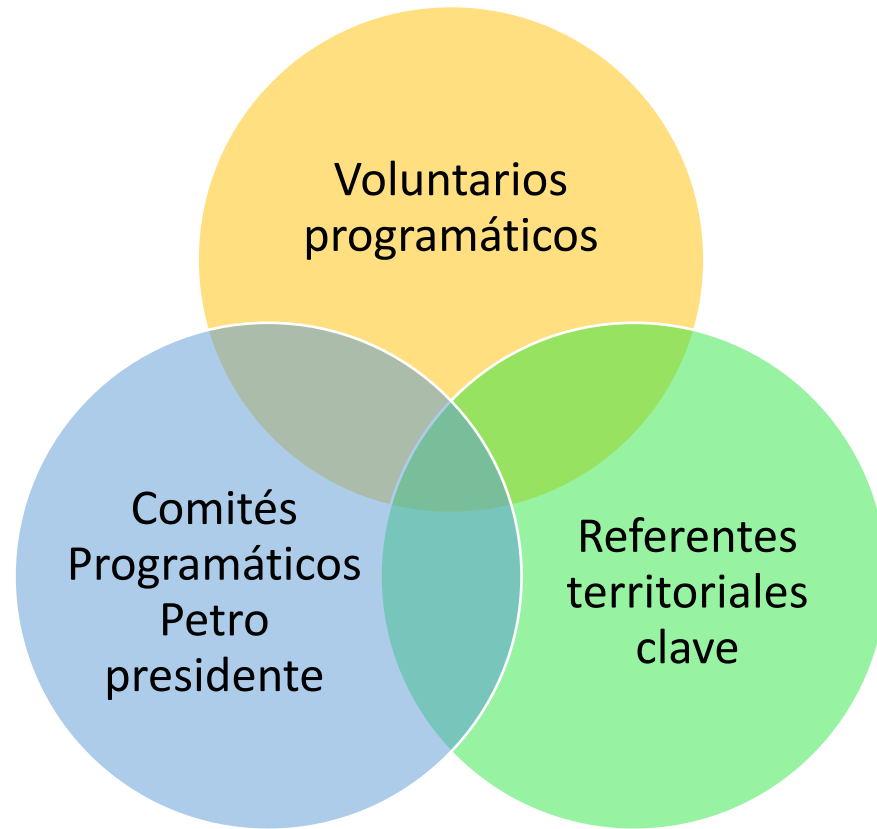 Voluntarios
programáticos
Comités
Programáticos
Petro
presidente
Referentes
territoriales
clave